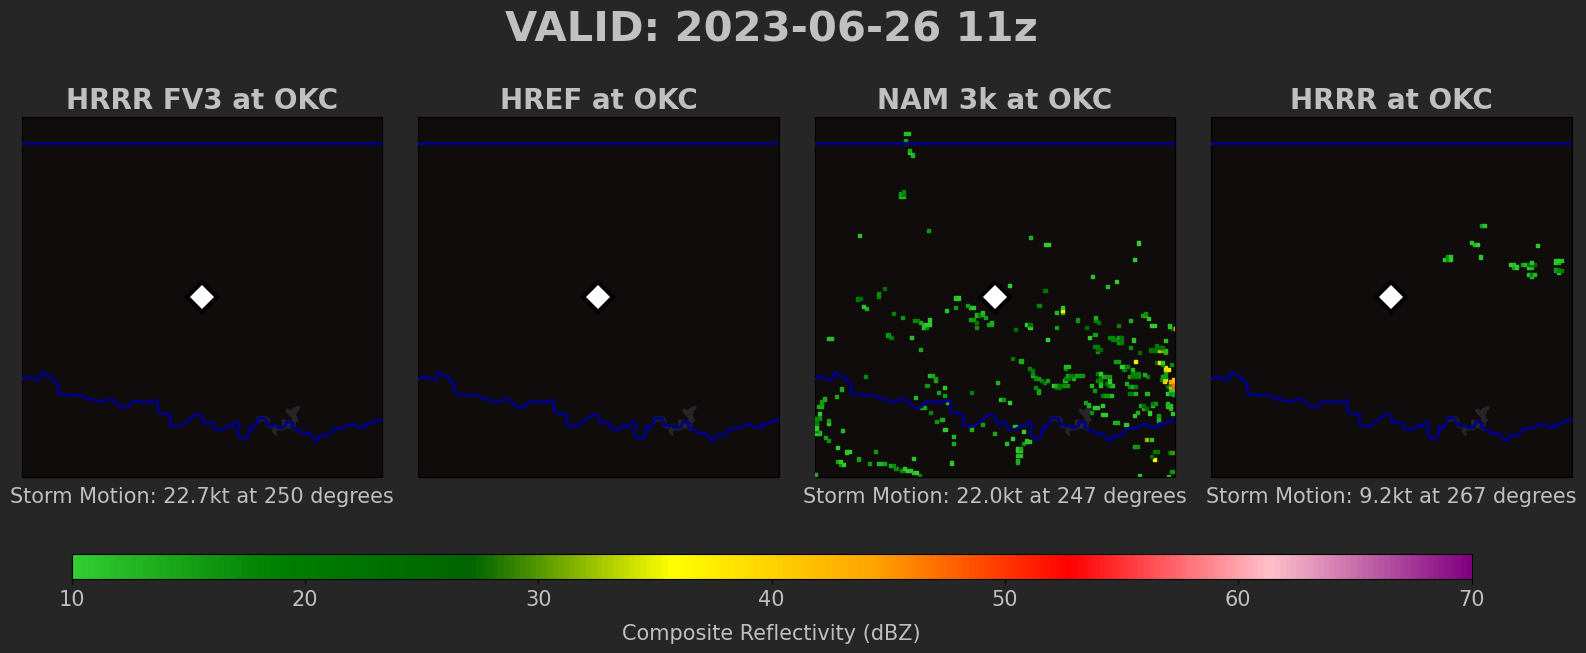 VALID: 2023-06-26 11z
HRRR FV3 at OKC
HREF at OKC
NAM 3k at OKC
HRRR at OKC
Storm Motion: 22.7kt at 250 degrees
Storm Motion: 22.0kt at 247 degrees
Storm Motion: 9.2kt at 267 degrees
10 20 30 40 50 60 70
Composite Reflectivity (dBZ)